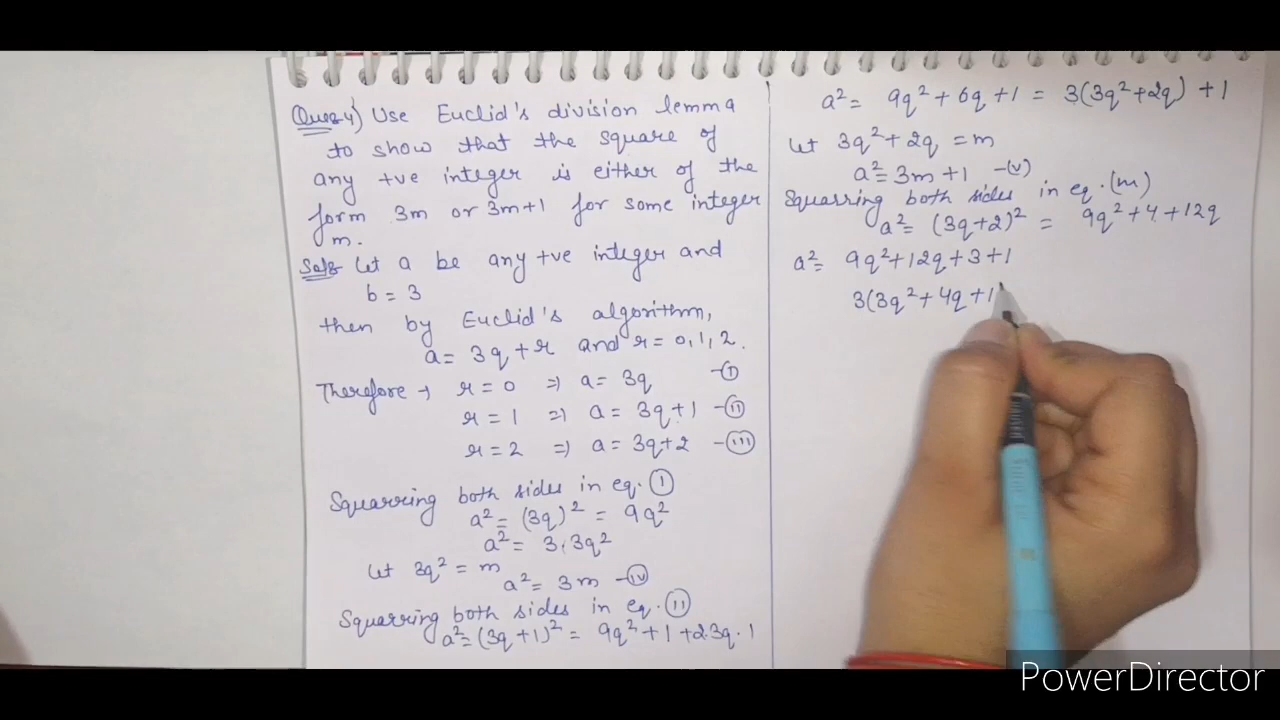 Ques 4) Use Euclid's division lemma
to show that the square of
any +ve integer is either of the
form 3m or 3m+1 for some integer
m.
Sol: Let a be any +ve integer and
b = 3
then by Euclid's algorithm,
a = 3q + r and r = 0, 1, 2.
Therefore → r = 0 ⇒ a = 3q -(I)
r = 1 ⇒ a = 3q+1 -(II)
r = 2 ⇒ a = 3q+2 -(III)
Squarring both sides in eq. (I)
a² = (3q)² = 9q²
a² = 3.3q²
Let 3q² = m
a² = 3m -(IV)
Squarring both sides in eq. (II)
a² = (3q+1)² = 9q²+1+2.3q.1
a² = 9q²+6q+1 = 3(3q²+2q)+1
Let 3q²+2q = m
a² = 3m+1 -(V)
Squarring both sides in eq. (III)
a² = (3q+2)² = 9q²+4+12q
a² = 9q²+12q+3+1
3(3q²+4q+1
PowerDirector